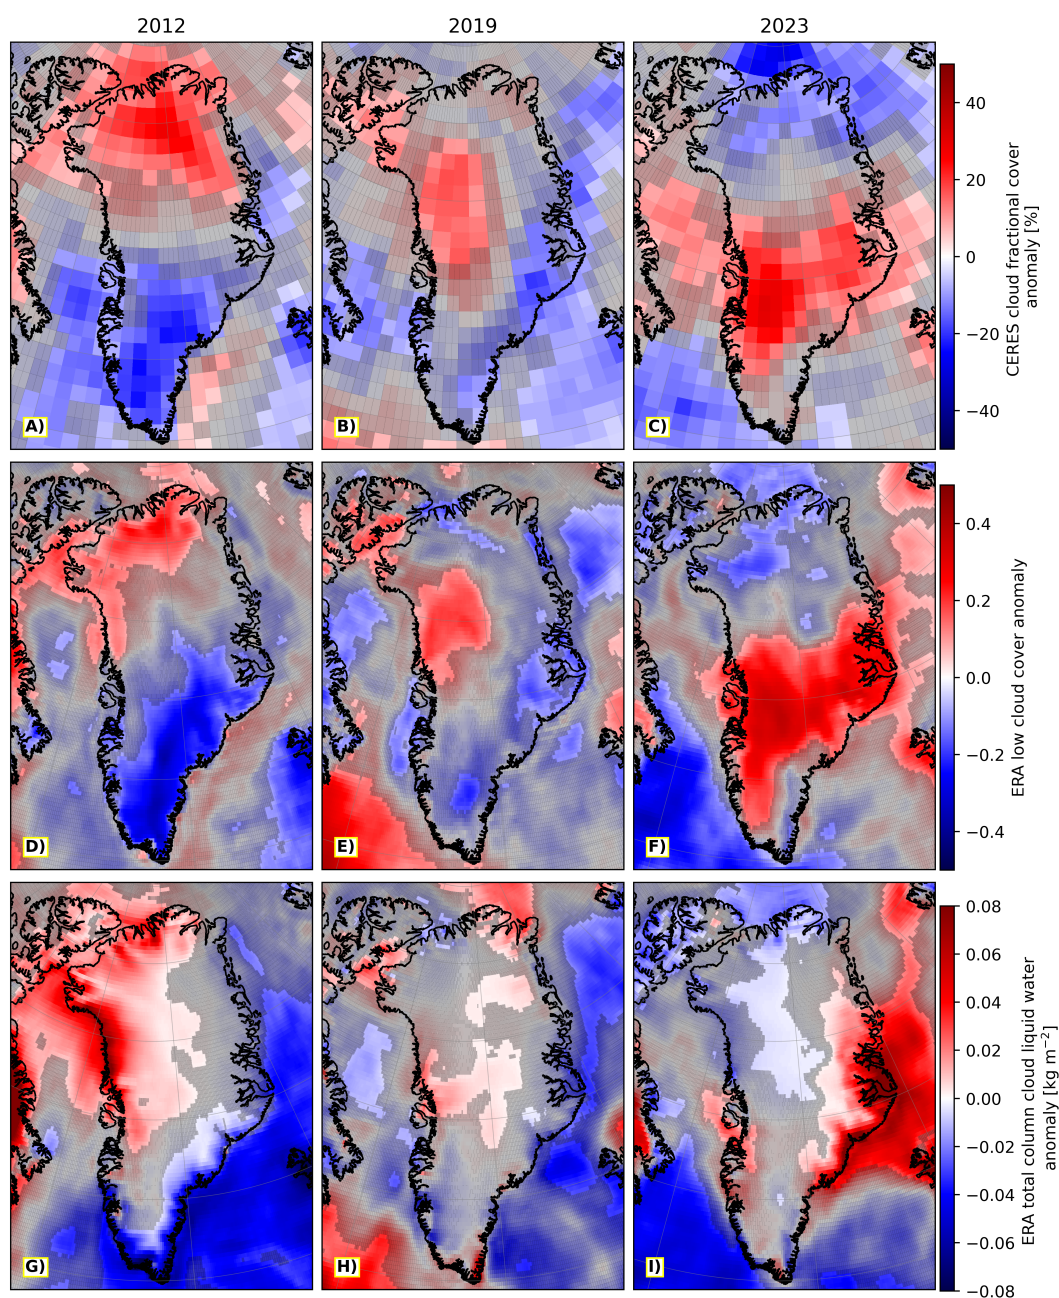 2012
2019
2023
A)
B)
C)
40
20
0
−20
−40
CERES cloud fractional cover
anomaly [%]
D)
E)
F)
0.4
0.2
0.0
−0.2
−0.4
ERA low cloud cover anomaly
G)
H)
I)
0.08
0.06
0.04
0.02
0.00
−0.02
−0.04
−0.06
−0.08
ERA total column cloud liquid water
anomaly [kg m⁻²]